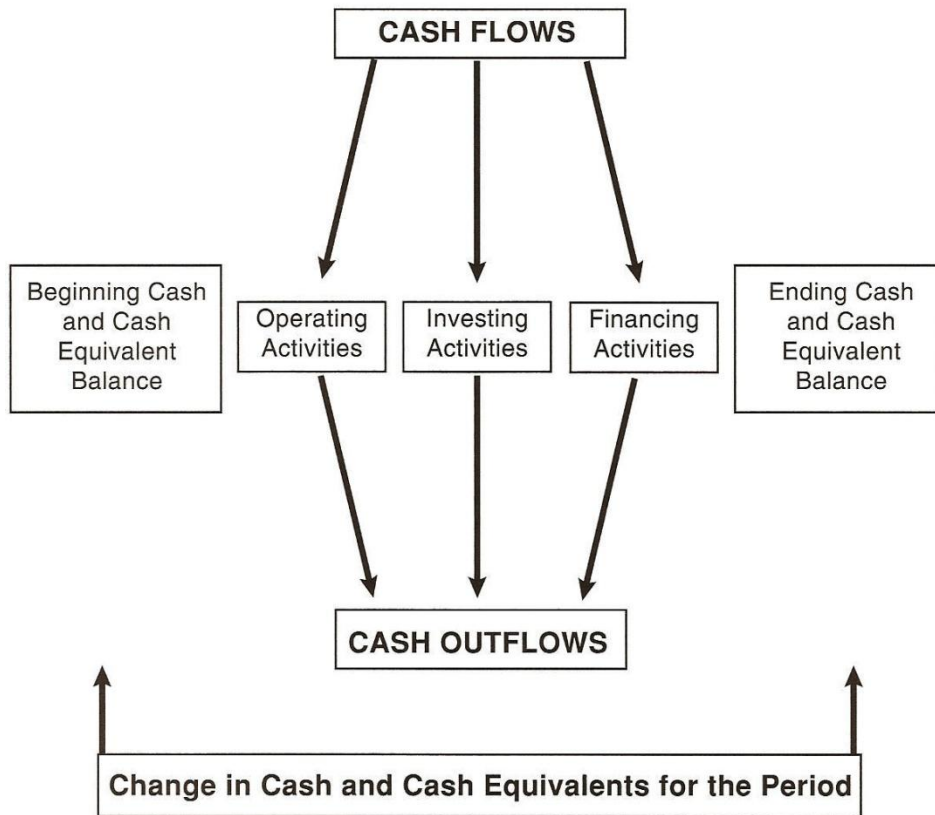 CASH FLOWS
Beginning Cash
and Cash
Equivalent
Balance
Operating
Activities
Investing
Activities
Financing
Activities
Ending Cash
and Cash
Equivalent
Balance
CASH OUTFLOWS
Change in Cash and Cash Equivalents for the Period